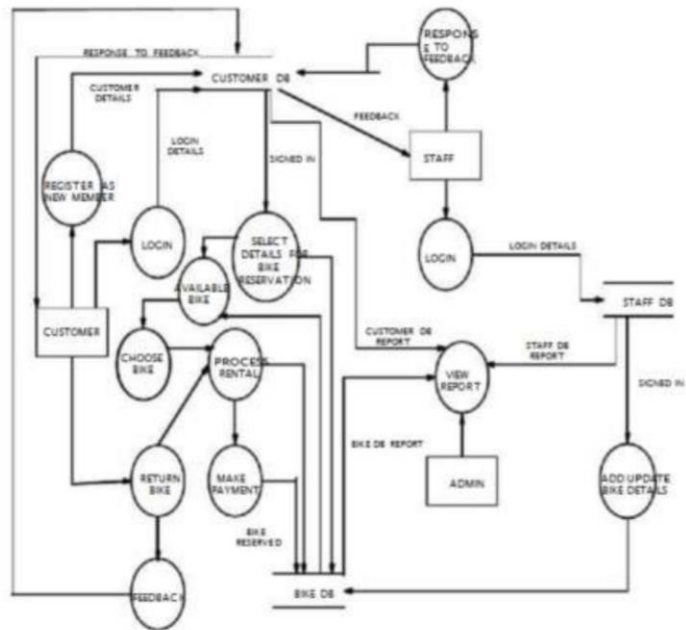 RESPONS
E TO
FEEDBACK
RESPONSE TO FEEDBACK
CUSTOMER DB
CUSTOMER
DETAILS
FEEDBACK
LOGIN
DETAILS
SIGNED IN
STAFF
REGISTER AS
NEW MEMBER
LOGIN
SELECT
DETAILS FOR
BIKE
RESERVATION
LOGIN
LOGIN DETAILS
AVAILABLE
BIKE
STAFF DB
CUSTOMER
CUSTOMER DB
REPORT
STAFF DB
REPORT
CHOOSE
BIKE
PROCESS
RENTAL
VIEW
REPORT
SIGNED IN
BIKE DB REPORT
RETURN
BIKE
MAKE
PAYMENT
ADMIN
ADD UPDATE
BIKE DETAILS
BIKE
RESERVED
FEEDBACK
BIKE DB